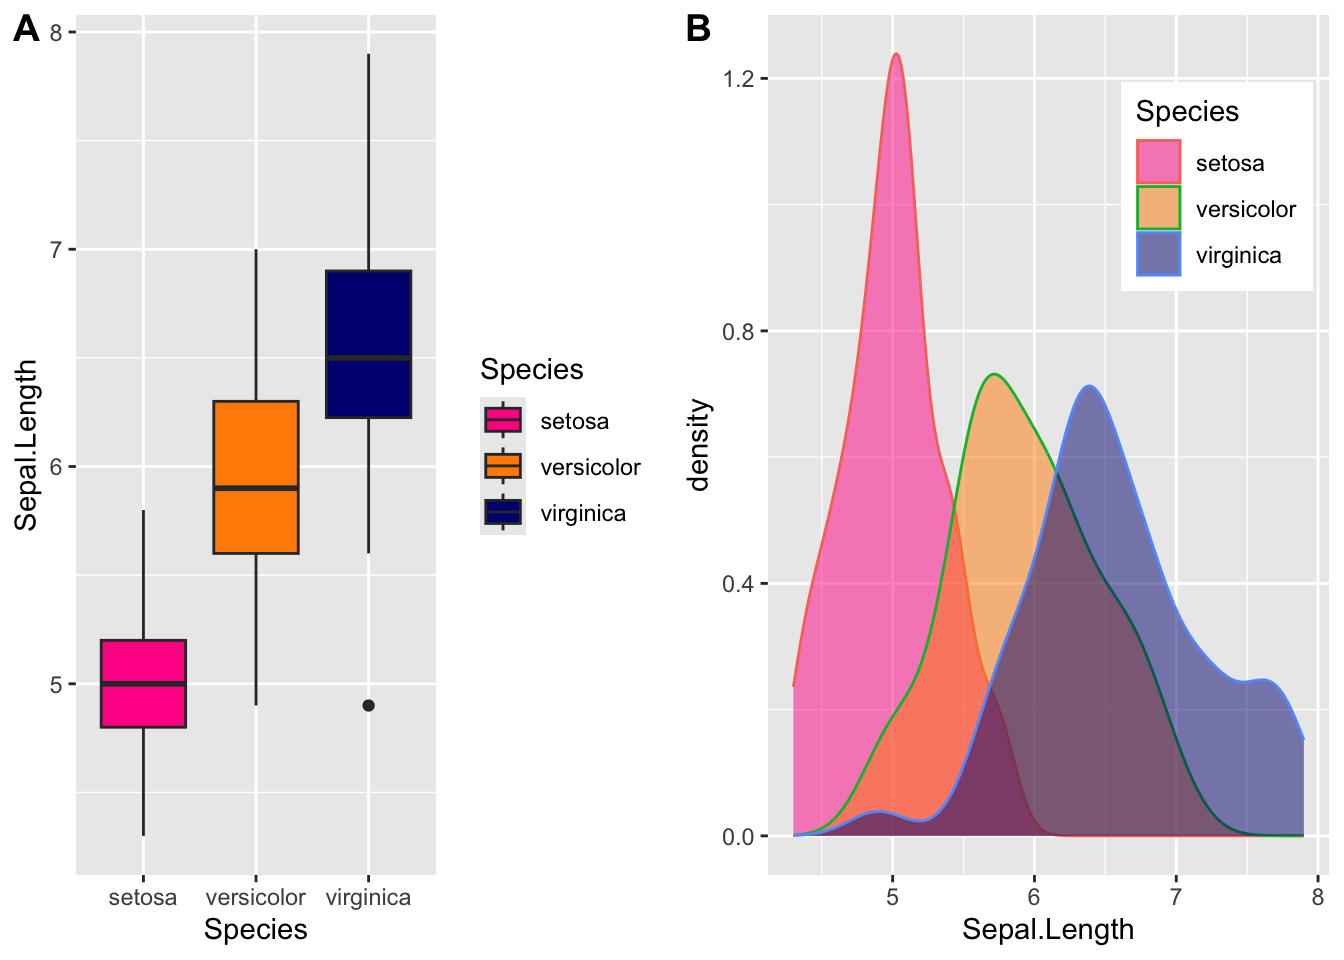 A
8
7
6
5
Sepal.Length
setosa versicolor virginica
Species
Species
setosa
versicolor
virginica
B
1.2
0.8
0.4
0.0
density
5 6 7 8
Sepal.Length
Species
setosa
versicolor
virginica